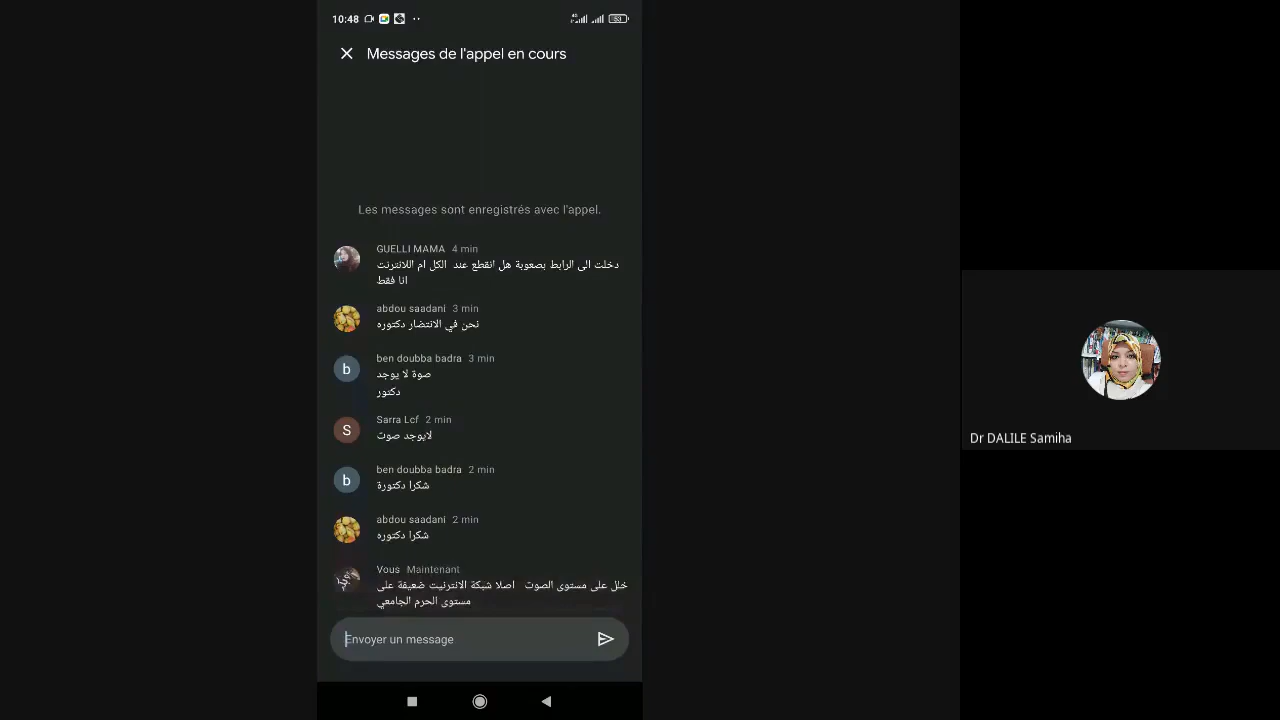 10:48
4G
53
Messages de l'appel en cours
Les messages sont enregistrés avec l'appel.
GUELLI MAMA 4 min
دخلت الى الرابط بصعوبة هل انقطع عند الكل ام اللانترنت
انا فقط
abdou saadani 3 min
نحن في الانتضار دكتوره
ben doubba badra 3 min
صوة لا يوجد
دكتور
Sarra Lcf 2 min
لايوجد صوت
ben doubba badra 2 min
شكرا دكتورة
abdou saadani 2 min
شكرا دكتوره
Vous Maintenant
خلل على مستوى الصوت اصلا شبكة الانترنيت ضعيفة على
مستوى الحرم الجامعي
Envoyer un message
b
S
b
Dr DALILE Samiha